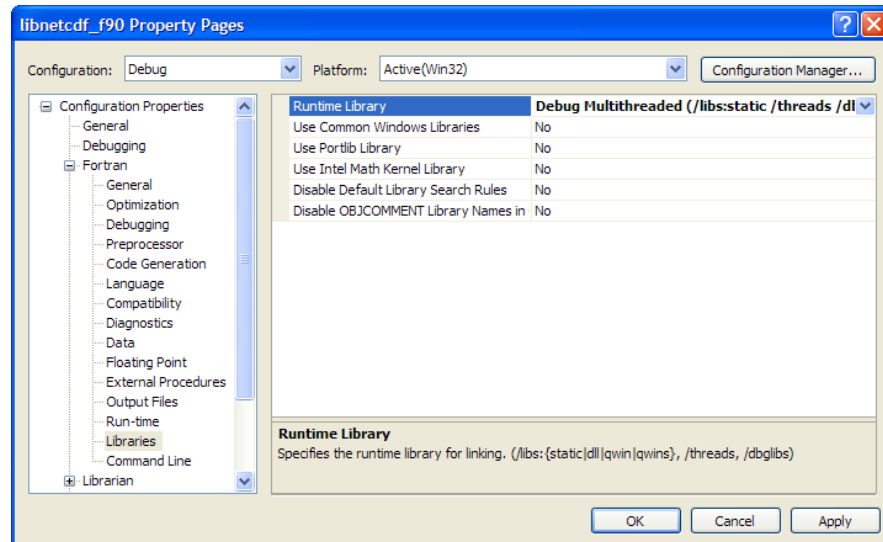 libnetcdf_f90 Property Pages
Configuration: Debug Platform: Active(Win32) Configuration Manager...
Configuration Properties
General
Debugging
Fortran
General
Optimization
Debugging
Preprocessor
Code Generation
Language
Compatibility
Diagnostics
Data
Floating Point
External Procedures
Output Files
Run-time
Libraries
Command Line
Librarian
Runtime Library Debug Multithreaded (/libs:static /threads /dl
Use Common Windows Libraries No
Use Portlib Library No
Use Intel Math Kernel Library No
Disable Default Library Search Rules No
Disable OBJCOMMENT Library Names in No
Runtime Library
Specifies the runtime library for linking. (/libs:{static|dll|qwin|qwins}, /threads, /dbglibs)
OK Cancel Apply